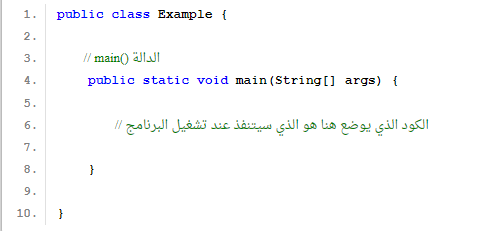 1. public class Example {
2.
3. // main() الدالة
4. public static void main(String[] args) {
5.
6. // الكود الذي يوضع هنا هو الذي سيتنفذ عند تشغيل البرنامج
7.
8. }
9.
10. }